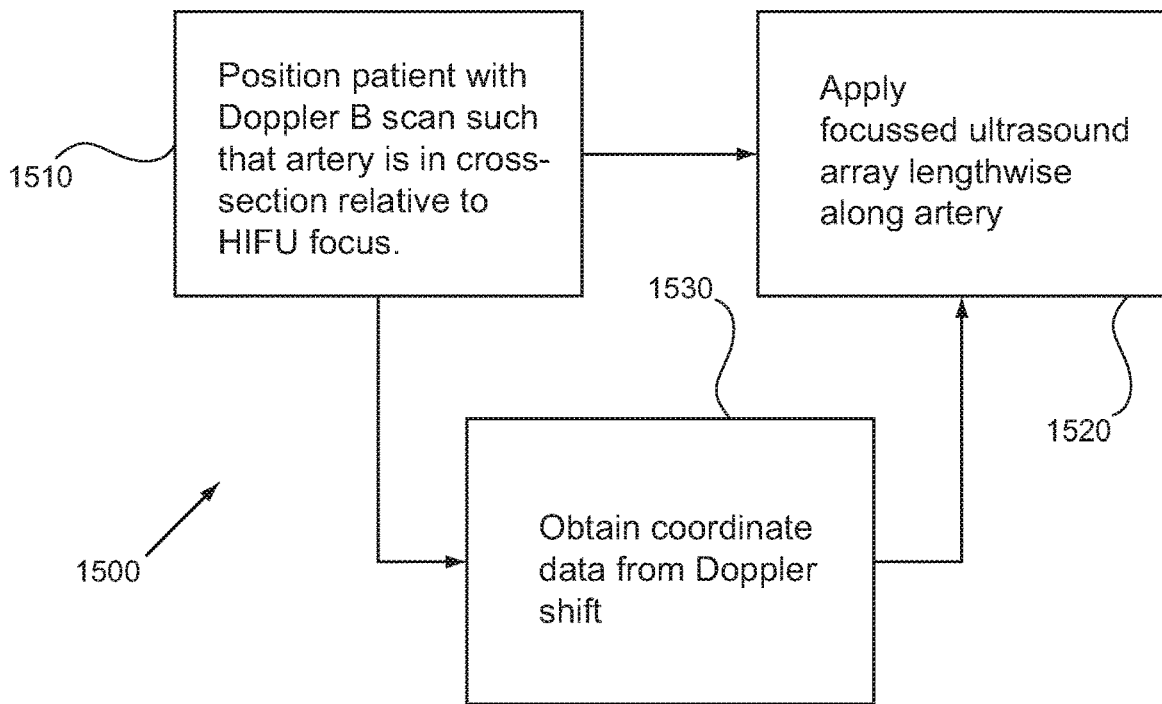 Position patient with
Doppler B scan such
that artery is in cross-
section relative to
HIFU focus.
1510
Apply
focussed ultrasound
array lengthwise
along artery
1530
1520
Obtain coordinate
data from Doppler
shift
1500